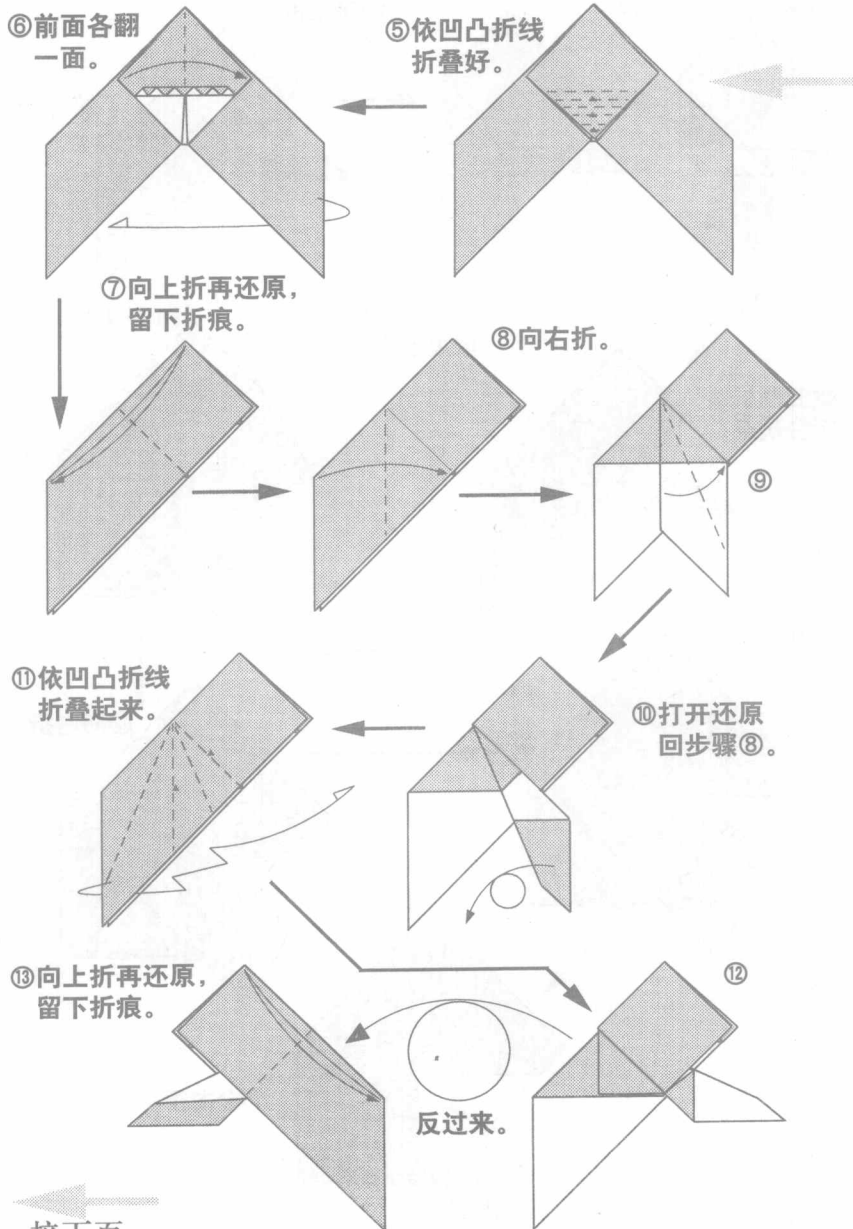 ⑥前面各翻
一面。
⑤依凹凸折线
折叠好。
⑦向上折再还原，
留下折痕。
⑧向右折。
⑨
⑪依凹凸折线
折叠起来。
⑩打开还原
回步骤⑧。
⑬向上折再还原，
留下折痕。
⑫
反过来。